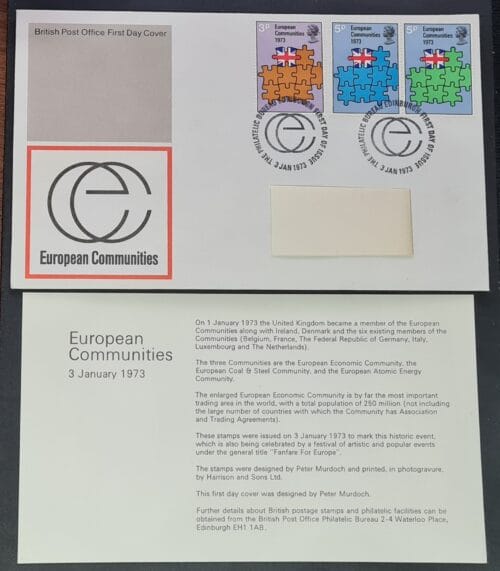 British Post Office First Day Cover
3P
European
Communities
1973
5P
European
Communities
1973
5P
European
Communities
1973
THE PHILATELIC BUREAU EDINBURGH FIRST DAY OF ISSUE
3 JAN 1973
THE PHILATELIC BUREAU EDINBURGH FIRST DAY OF ISSUE
3 JAN 1973
European Communities
European
Communities
3 January 1973
On 1 January 1973 the United Kingdom became a member of the European
Communities along with Ireland, Denmark and the six existing members of the
Communities (Belgium, France, The Federal Republic of Germany, Italy,
Luxembourg and The Netherlands).
The three Communities are the European Economic Community, the
European Coal & Steel Community, and the European Atomic Energy
Community.
The enlarged European Economic Community is by far the most important
trading area in the world, with a total population of 250 million (not including
the large number of countries with which the Community has Association
and Trading Agreements).
These stamps were issued on 3 January 1973 to mark this historic event,
which is also being celebrated by a festival of artistic and popular events
under the general title "Fanfare For Europe".
The stamps were designed by Peter Murdoch and printed, in photogravure,
by Harrison and Sons Ltd.
This first day cover was designed by Peter Murdoch.
Further details about British postage stamps and philatelic facilities can be
obtained from the British Post Office Philatelic Bureau 2-4 Waterloo Place,
Edinburgh EH1 1AB.